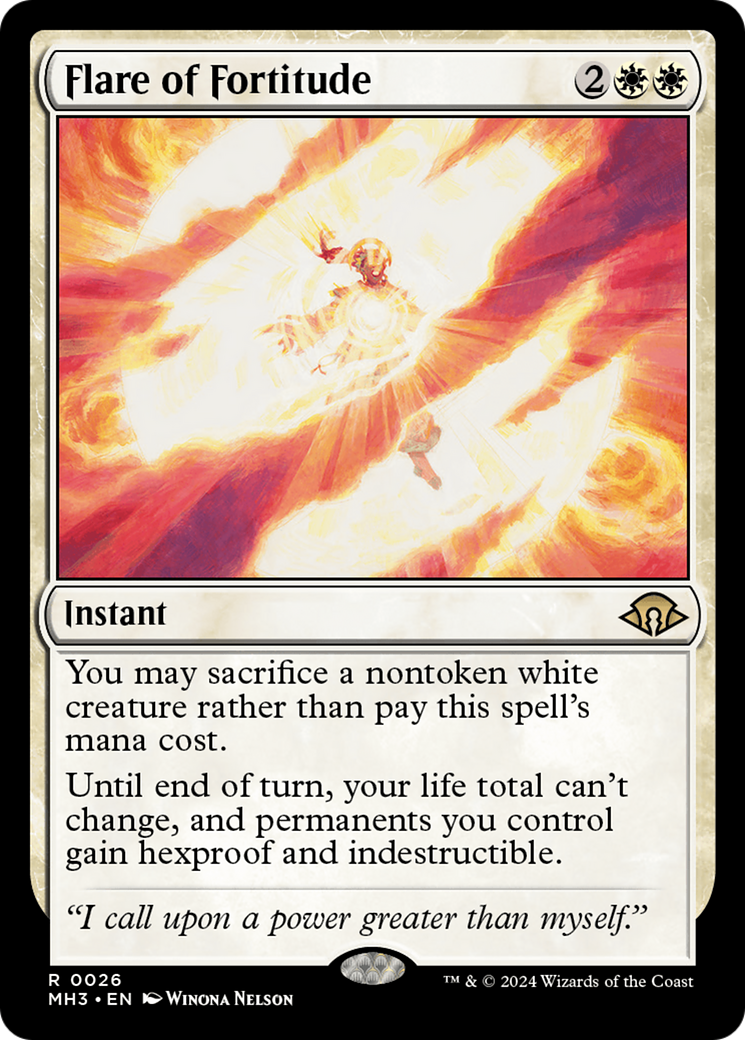 Flare of Fortitude 2
Instant
You may sacrifice a nontoken white
creature rather than pay this spell's
mana cost.
Until end of turn, your life total can't
change, and permanents you control
gain hexproof and indestructible.
"I call upon a power greater than myself."
R 0026
MH3 • EN Winona Nelson
™ & © 2024 Wizards of the Coast